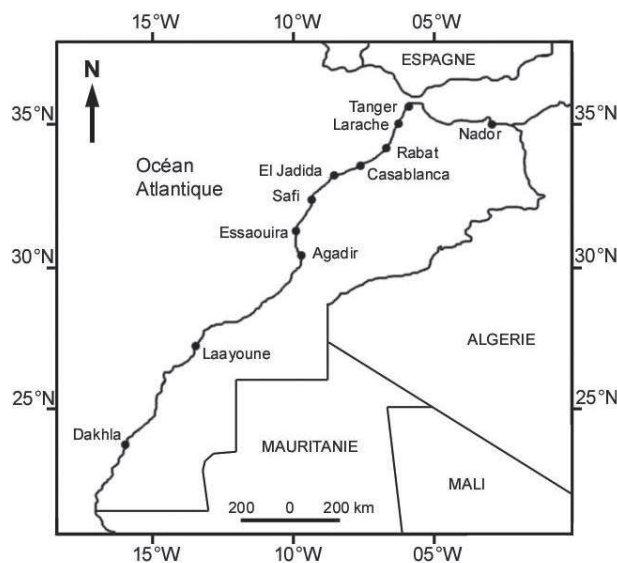 15°W
10°W
05°W
N
ESPAGNE
35°N
35°N
Tanger
Larache
Nador
Rabat
Océan
Atlantique
El Jadida
Casablanca
Safi
Essaouira
Agadir
30°N
30°N
Laayoune
ALGERIE
25°N
25°N
Dakhla
MAURITANIE
MALI
200
0
200 km
15°W
10°W
05°W